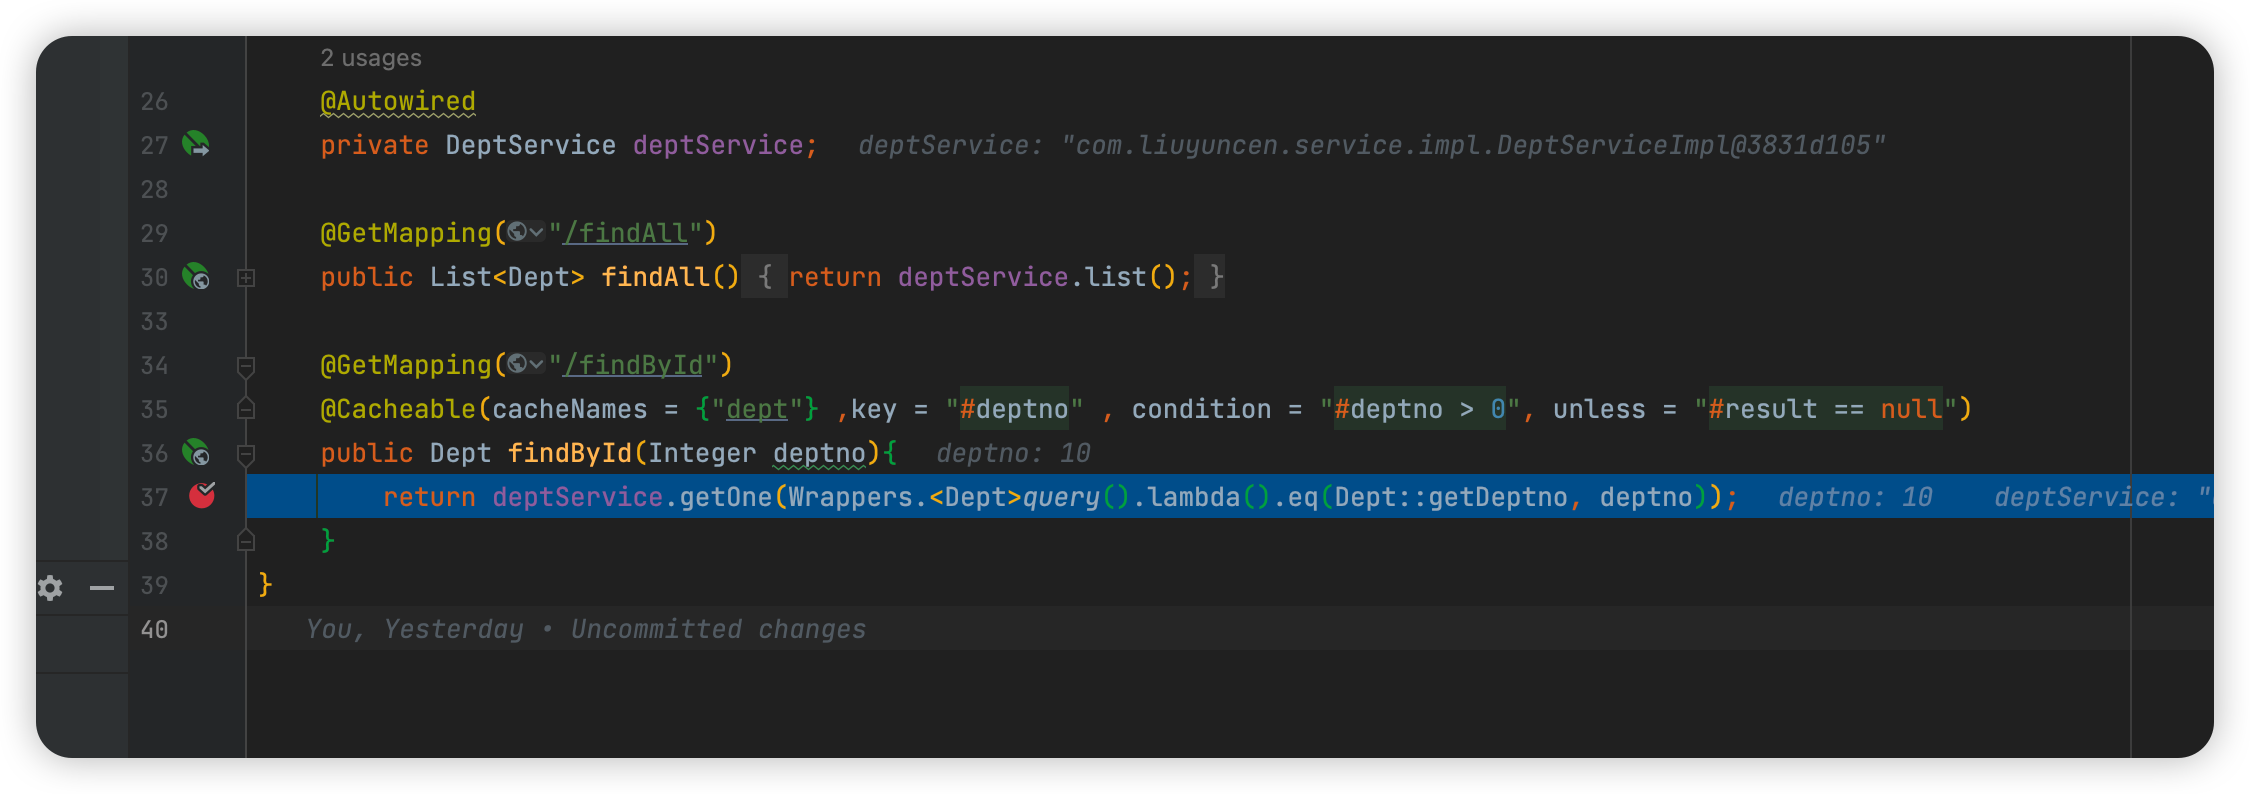 2 usages
26 @Autowired
27 private DeptService deptService; deptService: "com.liuyuncen.service.impl.DeptServiceImpl@3831d105"
28
29 @GetMapping("/findAll")
30 public List<Dept> findAll() { return deptService.list(); }
33
34 @GetMapping("/findById")
35 @Cacheable(cacheNames = {"dept"} ,key = "#deptno" , condition = "#deptno > 0", unless = "#result == null")
36 public Dept findById(Integer deptno){ deptno: 10
37 return deptService.getOne(Wrappers.<Dept>query().lambda().eq(Dept::getDeptno, deptno)); deptno: 10 deptService: "
38 }
39 }
40 You, Yesterday • Uncommitted changes